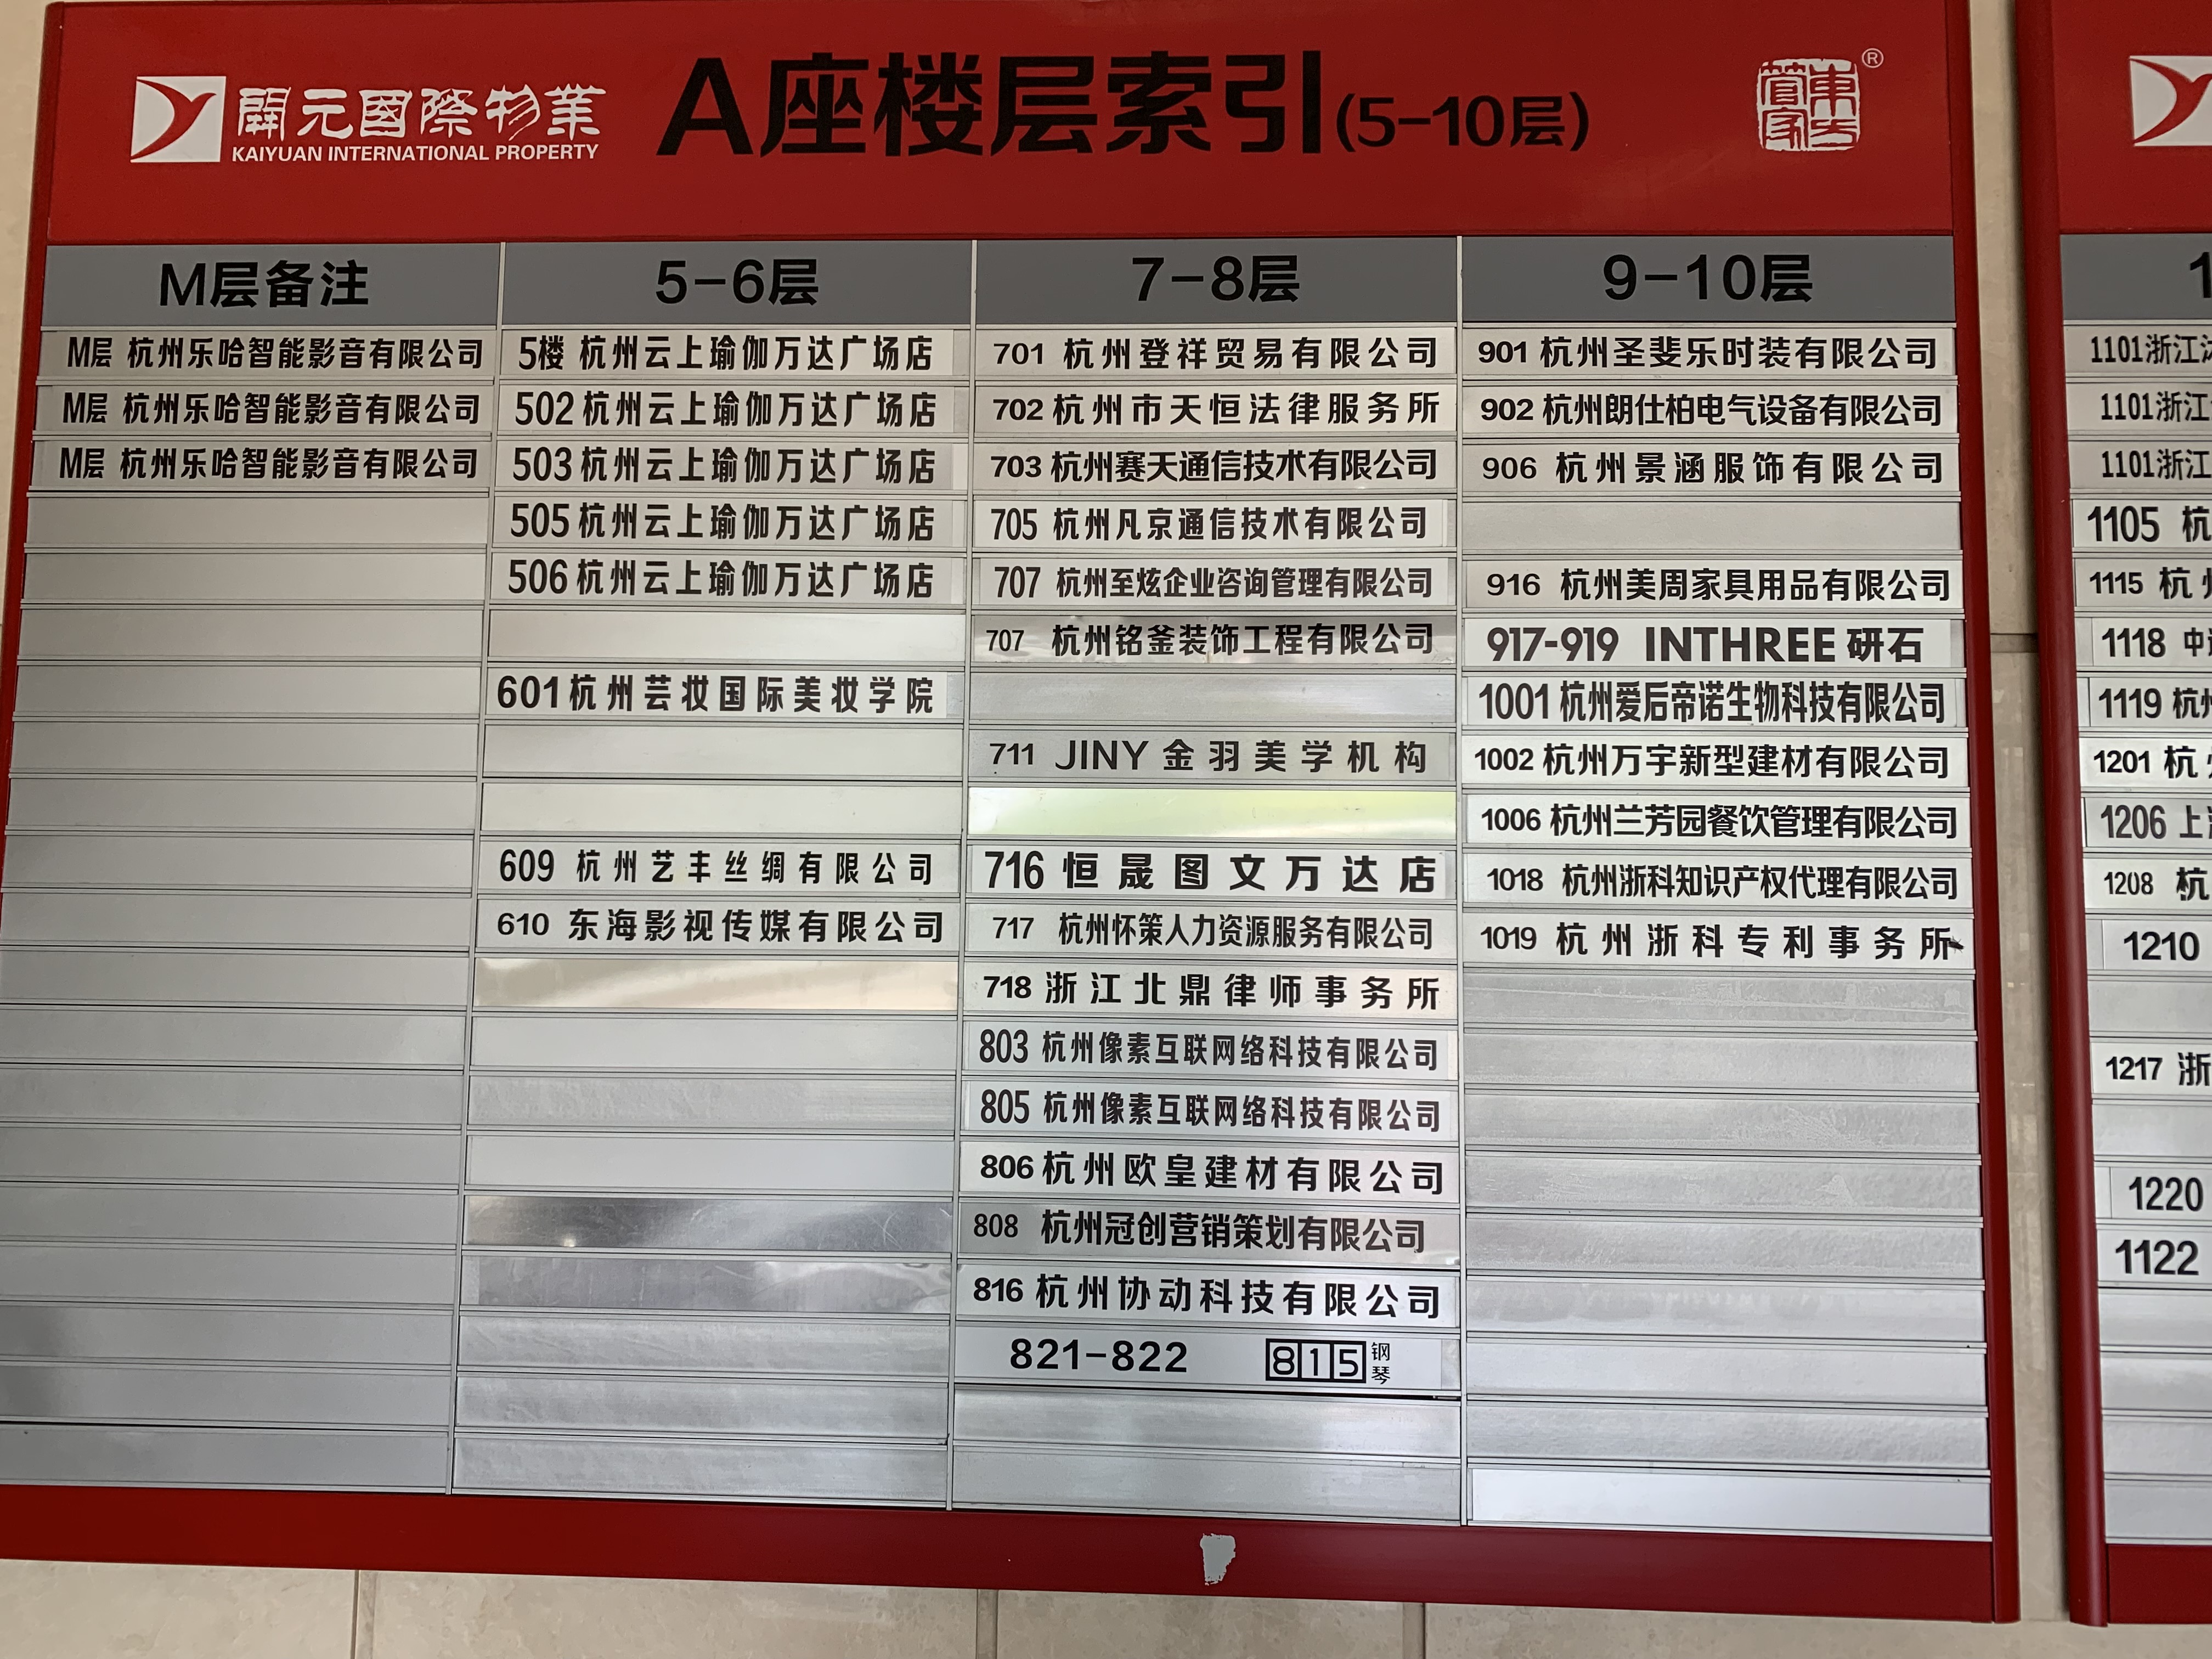 開元國際物業
KAIYUAN INTERNATIONAL PROPERTY
A座楼层索引(5-10层)
東方管家
®
M层备注
M层 杭州乐哈智能影音有限公司
M层 杭州乐哈智能影音有限公司
M层 杭州乐哈智能影音有限公司
5-6层
5楼 杭州云上瑜伽万达广场店
502 杭州云上瑜伽万达广场店
503 杭州云上瑜伽万达广场店
505 杭州云上瑜伽万达广场店
506 杭州云上瑜伽万达广场店
601 杭州芸妆国际美妆学院
609 杭州艺丰丝绸有限公司
610 东海影视传媒有限公司
7-8层
701 杭州登祥贸易有限公司
702 杭州市天恒法律服务所
703 杭州赛天通信技术有限公司
705 杭州凡京通信技术有限公司
707 杭州至炫企业咨询管理有限公司
707 杭州铭釜装饰工程有限公司
711 JINY 金羽美学机构
716 恒晟图文万达店
717 杭州怀策人力资源服务有限公司
718 浙江北鼎律师事务所
803 杭州像素互联网络科技有限公司
805 杭州像素互联网络科技有限公司
806 杭州欧皇建材有限公司
808 杭州冠创营销策划有限公司
816 杭州协动科技有限公司
821-822 815 钢琴
9-10层
901 杭州圣斐乐时装有限公司
902 杭州朗仕柏电气设备有限公司
906 杭州景涵服饰有限公司
916 杭州美周家具用品有限公司
917-919 INTHREE 研石
1001 杭州爱后帝诺生物科技有限公司
1002 杭州万宇新型建材有限公司
1006 杭州兰芳园餐饮管理有限公司
1018 杭州浙科知识产权代理有限公司
1019 杭州浙科专利事务所
1
1101 浙江
1101 浙江
1101 浙江
1105 杭
1115 杭
1118 中
1119 杭州
1201 杭
1206 上
1208 杭
1210
1217 浙
1220
1122